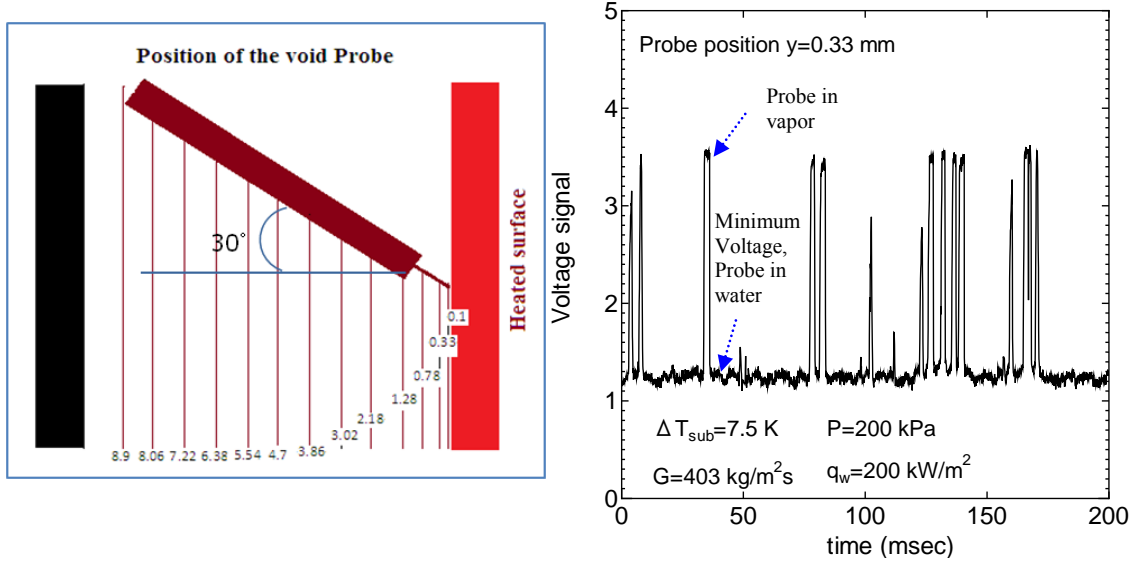 Position of the void Probe
30°
Heated surface
0.1
0.33
0.78
1.28
2.18
3.02
8.9 8.06 7.22 6.38 5.54 4.7 3.86
Voltage signal
5
4
3
2
1
0
Probe position y=0.33 mm
Probe in
vapor
Minimum
Voltage,
Probe in
water
Δ Tsub=7.5 K P=200 kPa
G=403 kg/m²s qw=200 kW/m²
0 50 100 150 200
time (msec)